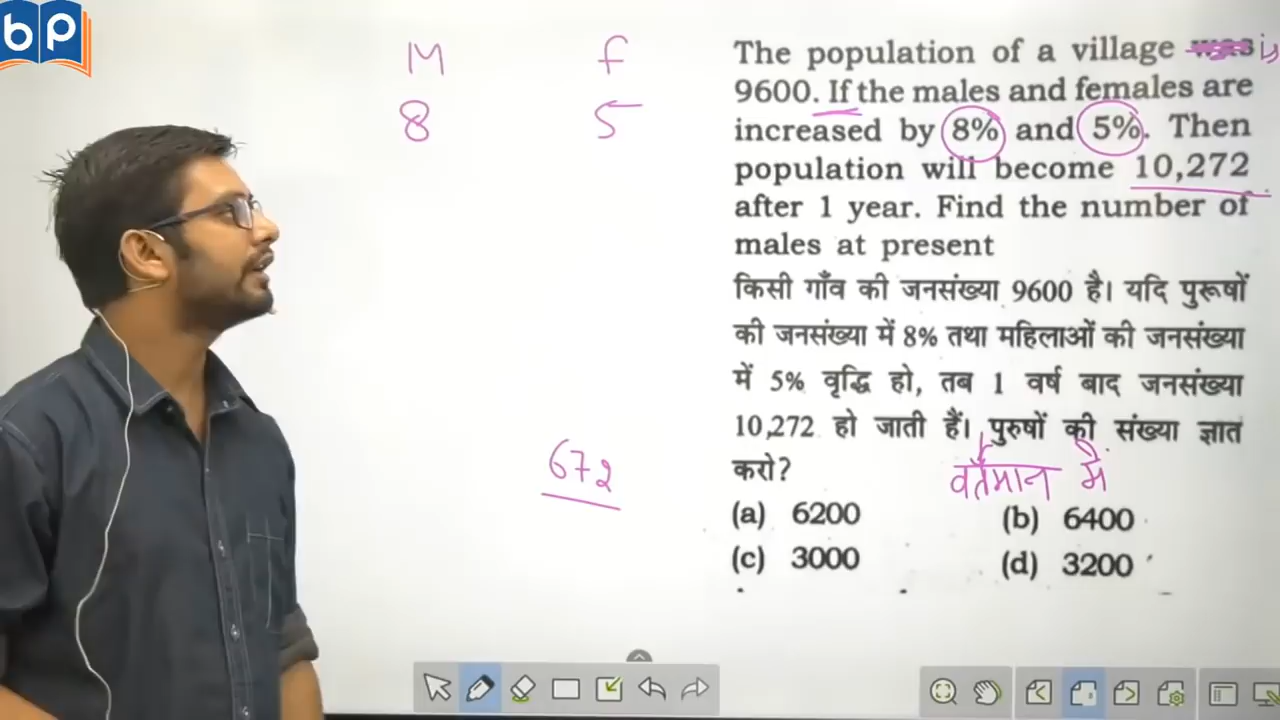 bp
M F
8 5
672
The population of a village was is
9600. If the males and females are
increased by 8% and 5%. Then
population will become 10,272
after 1 year. Find the number of
males at present
किसी गाँव की जनसंख्या 9600 है। यदि पुरूषों
की जनसंख्या में 8% तथा महिलाओं की जनसंख्या
में 5% वृद्धि हो, तब 1 वर्ष बाद जनसंख्या
10,272 हो जाती हैं। पुरुषों की संख्या ज्ञात
करो?
वर्तमान में
(a) 6200 (b) 6400
(c) 3000 (d) 3200